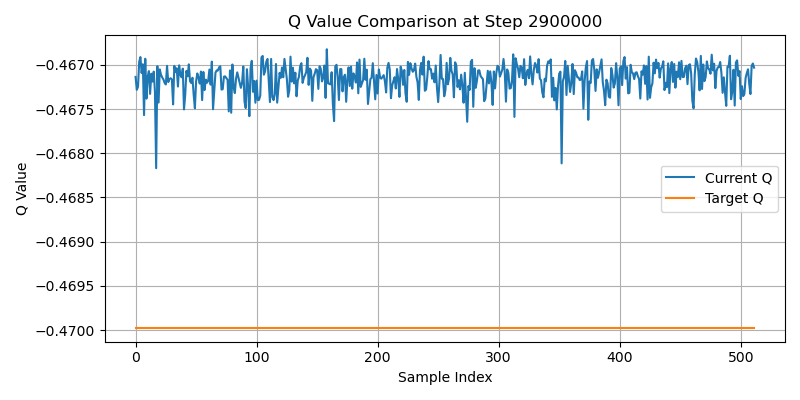 Q Value Comparison at Step 2900000
Q Value
−0.4670
−0.4675
−0.4680
−0.4685
−0.4690
−0.4695
−0.4700
Current Q
Target Q
0 100 200 300 400 500
Sample Index